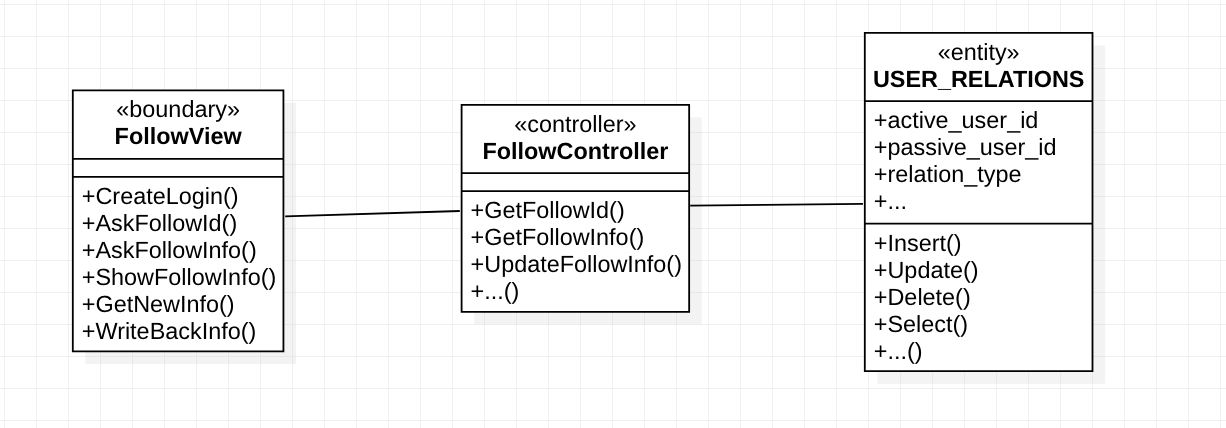 «boundary»
FollowView
+CreateLogin()
+AskFollowId()
+AskFollowInfo()
+ShowFollowInfo()
+GetNewInfo()
+WriteBackInfo()
«controller»
FollowController
+GetFollowId()
+GetFollowInfo()
+UpdateFollowInfo()
+...()
«entity»
USER_RELATIONS
+active_user_id
+passive_user_id
+relation_type
+...
+Insert()
+Update()
+Delete()
+Select()
+...()